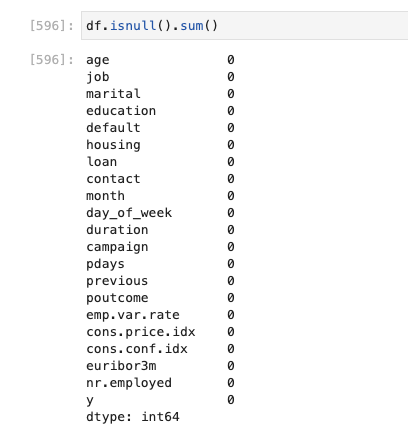 [596]: df.isnull().sum()
[596]: age 0
job 0
marital 0
education 0
default 0
housing 0
loan 0
contact 0
month 0
day_of_week 0
duration 0
campaign 0
pdays 0
previous 0
poutcome 0
emp.var.rate 0
cons.price.idx 0
cons.conf.idx 0
euribor3m 0
nr.employed 0
y 0
dtype: int64